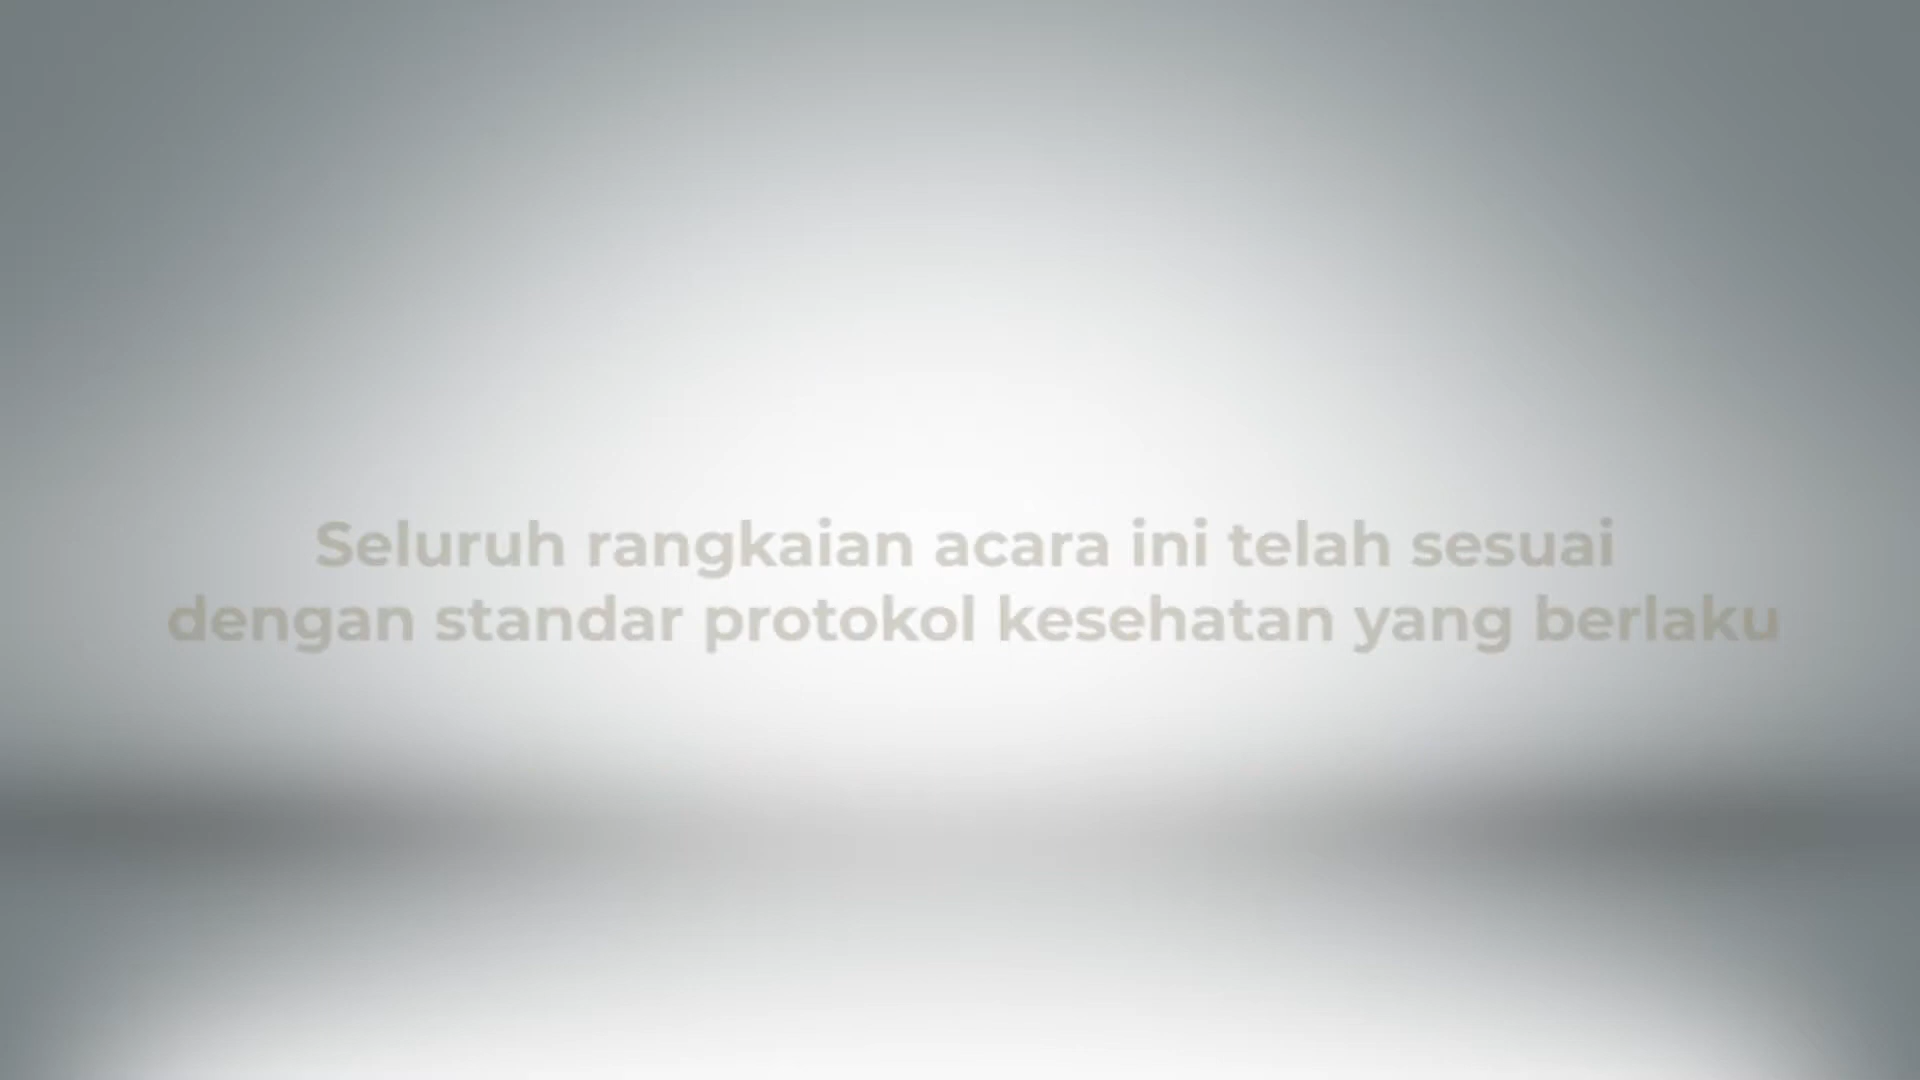 Seluruh rangkaian acara ini telah sesuai
dengan standar protokol kesehatan yang berlaku